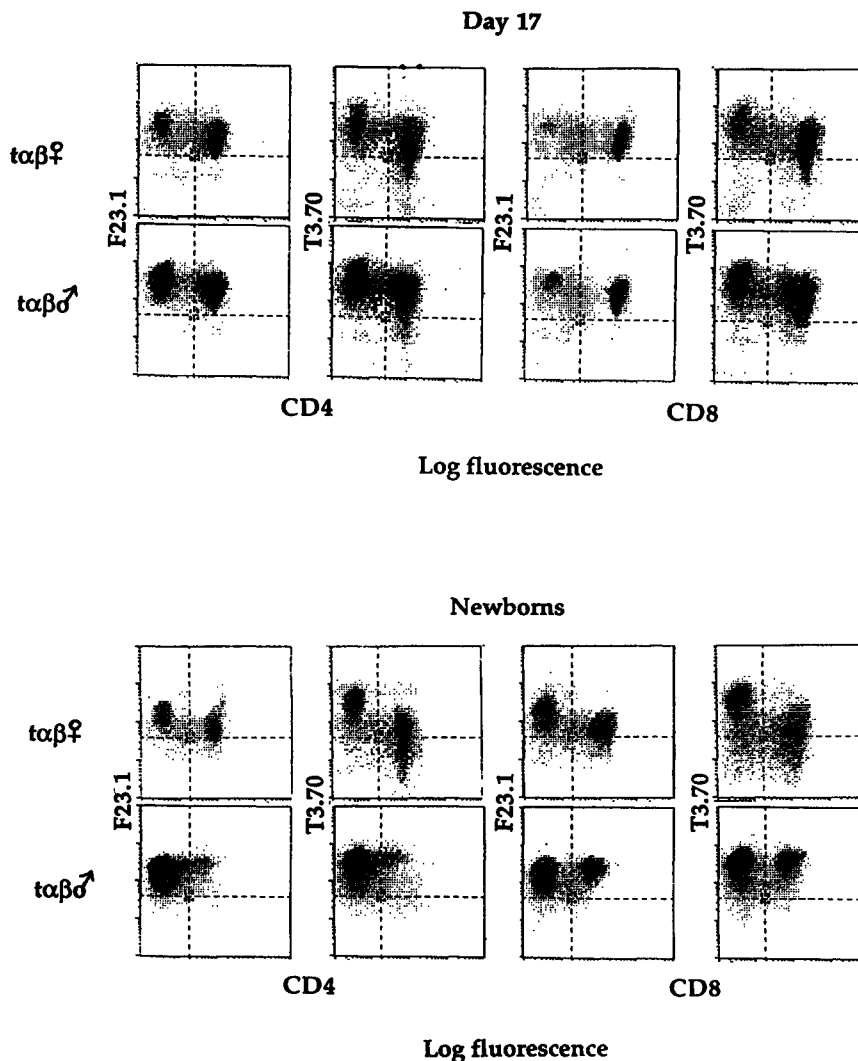 Day 17
tαβ♀
F23.1
T3.70
F23.1
T3.70
tαβ♂
CD4
CD8
Log fluorescence
Newborns
tαβ♀
F23.1
T3.70
F23.1
T3.70
tαβ♂
CD4
CD8
Log fluorescence